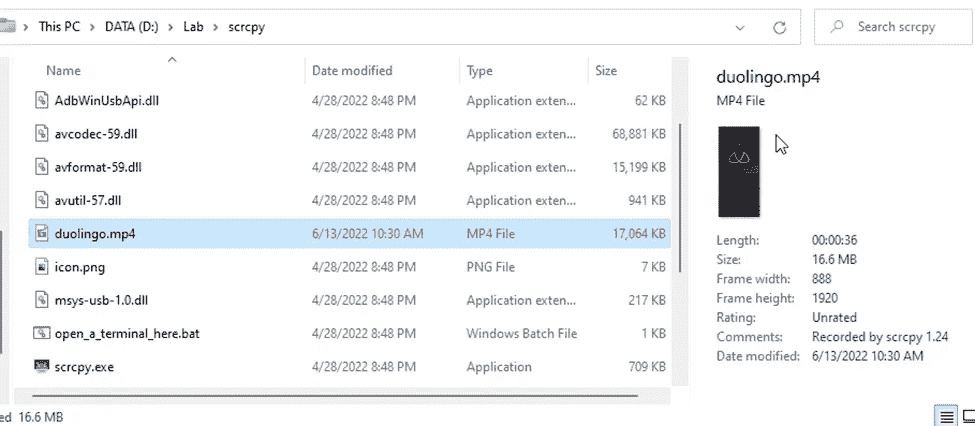 This PC > DATA (D:) > Lab > scrcpy
Search scrcpy
Name Date modified Type Size
AdbWinUsbApi.dll 4/28/2022 8:48 PM Application exten... 62 KB
avcodec-59.dll 4/28/2022 8:48 PM Application exten... 68,881 KB
avformat-59.dll 4/28/2022 8:48 PM Application exten... 15,199 KB
avutil-57.dll 4/28/2022 8:48 PM Application exten... 941 KB
duolingo.mp4 6/13/2022 10:30 AM MP4 File 17,064 KB
icon.png 4/28/2022 8:48 PM PNG File 7 KB
msys-usb-1.0.dll 4/28/2022 8:48 PM Application exten... 217 KB
open_a_terminal_here.bat 4/28/2022 8:48 PM Windows Batch File 1 KB
scrcpy.exe 4/28/2022 8:48 PM Application 709 KB
ed 16.6 MB
duolingo.mp4
MP4 File
Length: 00:00:36
Size: 16.6 MB
Frame width: 888
Frame height: 1920
Rating: Unrated
Comments: Recorded by scrcpy 1.24
Date modified: 6/13/2022 10:30 AM